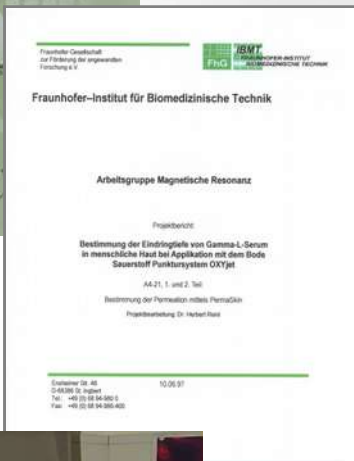 Fraunhofer Gesellschaft
zur Förderung der angewandten
Forschung e.V.
IBMT
FhG
FRAUNHOFER-INSTITUT
BIOMEDIZINISCHE TECHNIK
Fraunhofer-Institut für Biomedizinische Technik
Arbeitsgruppe Magnetische Resonanz
Projektbericht:
Bestimmung der Eindringtiefe von Gamma-L-Serum
in menschliche Haut bei Applikation mit dem Bode
Sauerstoff Punktursystem OXYjet
A4-21, 1. und 2. Teil
Bestimmung der Permeation mittels PermaSkin
Projektbearbeitung: Dr. Herbert
Ensheimer Str. 48
D-66386 St. Ingbert
Tel.: +49 (0) 68 94-980-0
Fax: +49 (0) 68 94-980-400
10.06.97